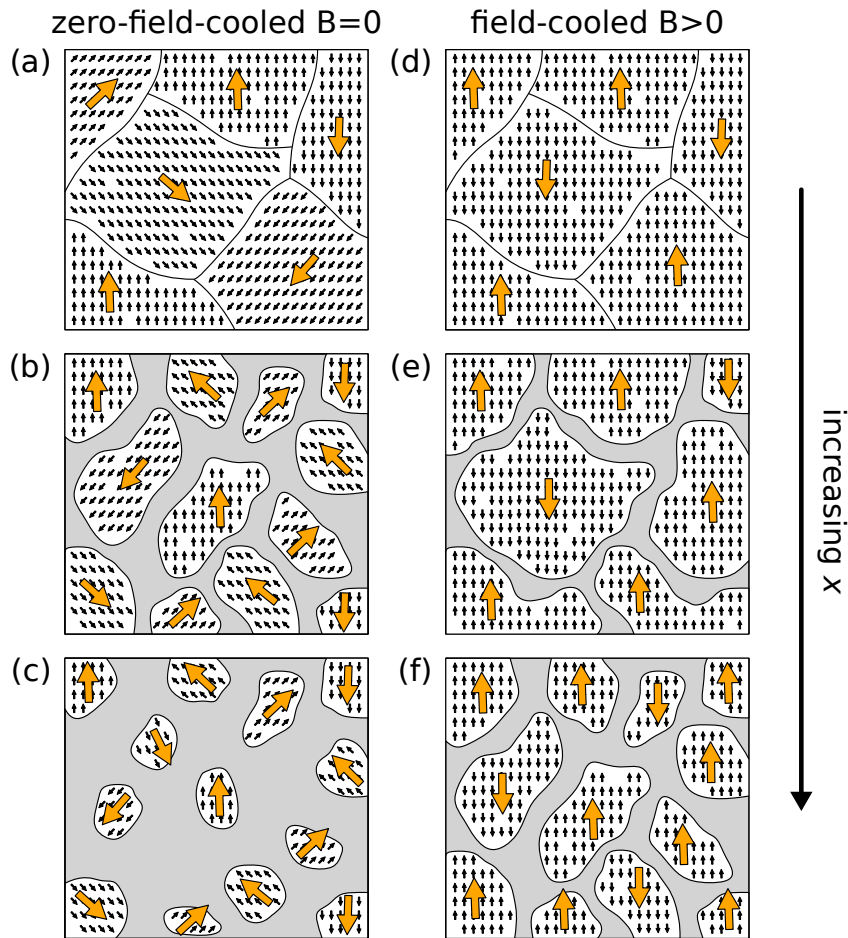 zero-field-cooled B=0
field-cooled B>0
(a)
(d)
(b)
(e)
(c)
(f)
increasing x